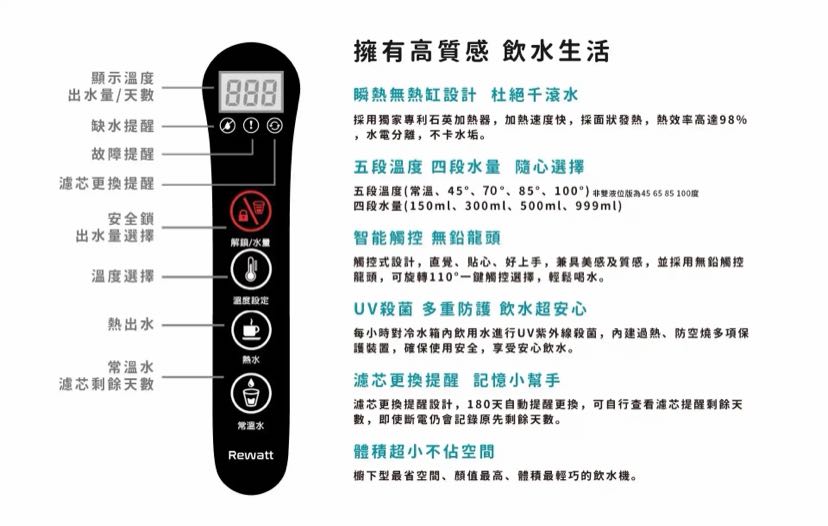 擁有高質感 飲水生活
顯示溫度
出水量/天數
缺水提醒
故障提醒
濾芯更換提醒
安全鎖
出水量選擇
溫度選擇
熱出水
常溫水
濾芯剩餘天數
888
解鎖/水量
溫度設定
熱水
常溫水
Rewatt
瞬熱無熱缸設計 杜絕千滾水
採用獨家專利石英加熱器，加熱速度快，採面狀發熱，熱效率高達98%
，水電分離，不卡水垢。
五段溫度 四段水量 隨心選擇
五段溫度(常溫、45°、70°、85°、100°) 非雙液位版為45 65 85 100度
四段水量(150ml、300ml、500ml、999ml)
智能觸控 無鉛龍頭
觸控式設計，直覺、貼心、好上手，兼具美感及質感，並採用無鉛觸控
龍頭，可旋轉110°一鍵觸控選擇，輕鬆喝水。
UV殺菌 多重防護 飲水超安心
每小時對冷水箱內飲用水進行UV紫外線殺菌，內建過熱、防空燒多項保
護裝置，確保使用安全，享受安心飲水。
濾芯更換提醒 記憶小幫手
濾芯更換提醒設計，180天自動提醒更換，可自行查看濾芯提醒剩餘天
數，即使斷電仍會記錄原先剩餘天數。
體積超小不佔空間
櫥下型最省空間、顏值最高、體積最輕巧的飲水機。